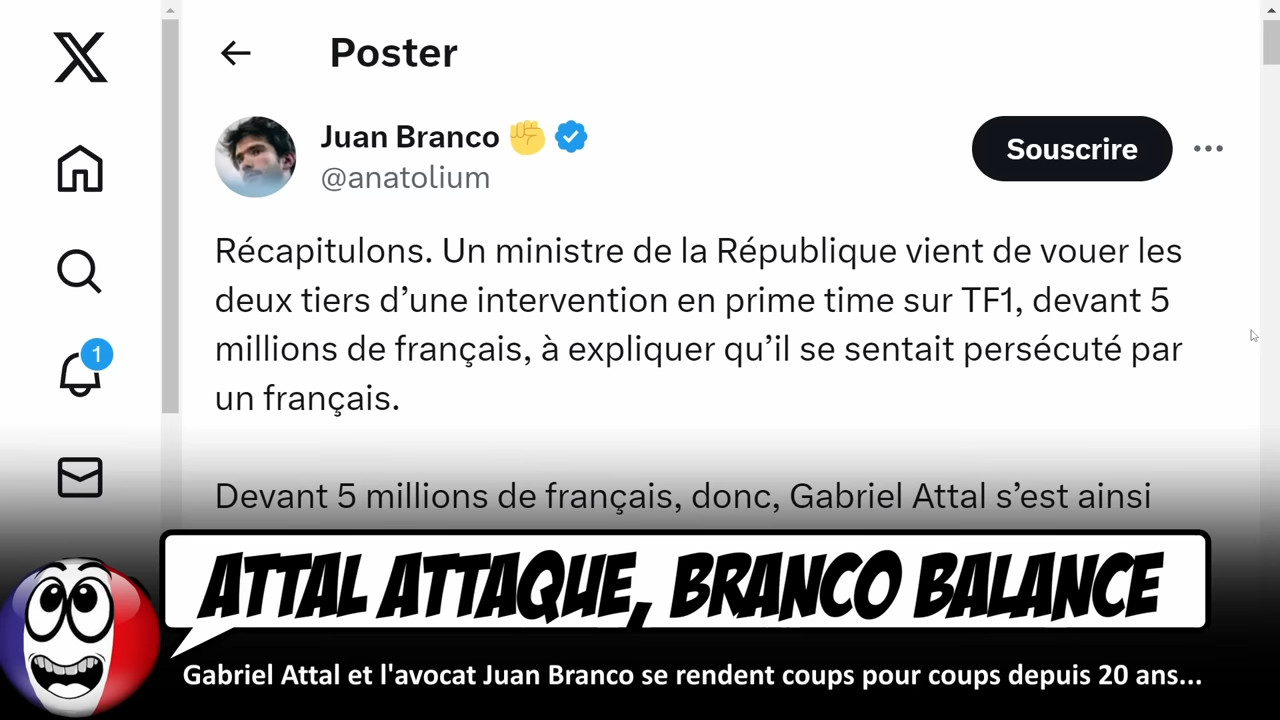 Poster
Juan Branco ✊
@anatolium
Souscrire
Récapitulons. Un ministre de la République vient de vouer les
deux tiers d’une intervention en prime time sur TF1, devant 5
millions de français, à expliquer qu’il se sentait persécuté par
un français.
1
Devant 5 millions de français, donc, Gabriel Attal s’est ainsi
ATTAL ATTAQUE, BRANCO BALANCE
Gabriel Attal et l'avocat Juan Branco se rendent coups pour coups depuis 20 ans...